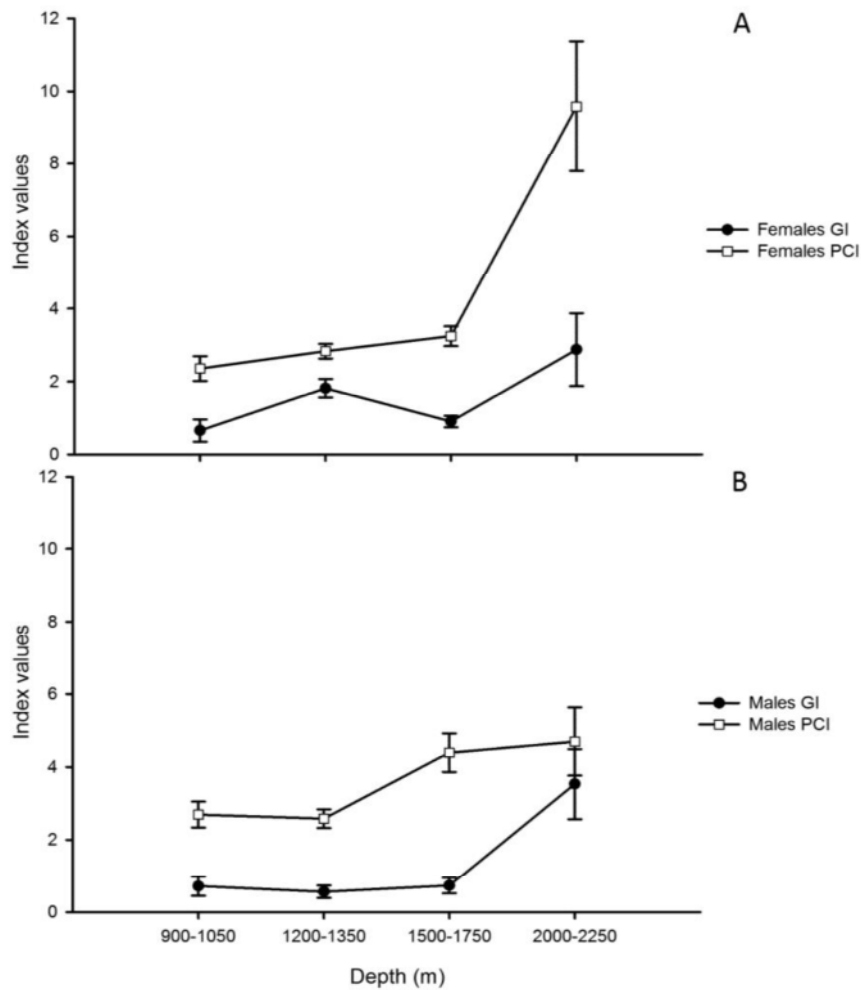 A
12
10
8
6
4
2
0
Index values
Females GI
Females PCI
B
12
10
8
6
4
2
0
Index values
Males GI
Males PCI
900-1050 1200-1350 1500-1750 2000-2250
Depth (m)